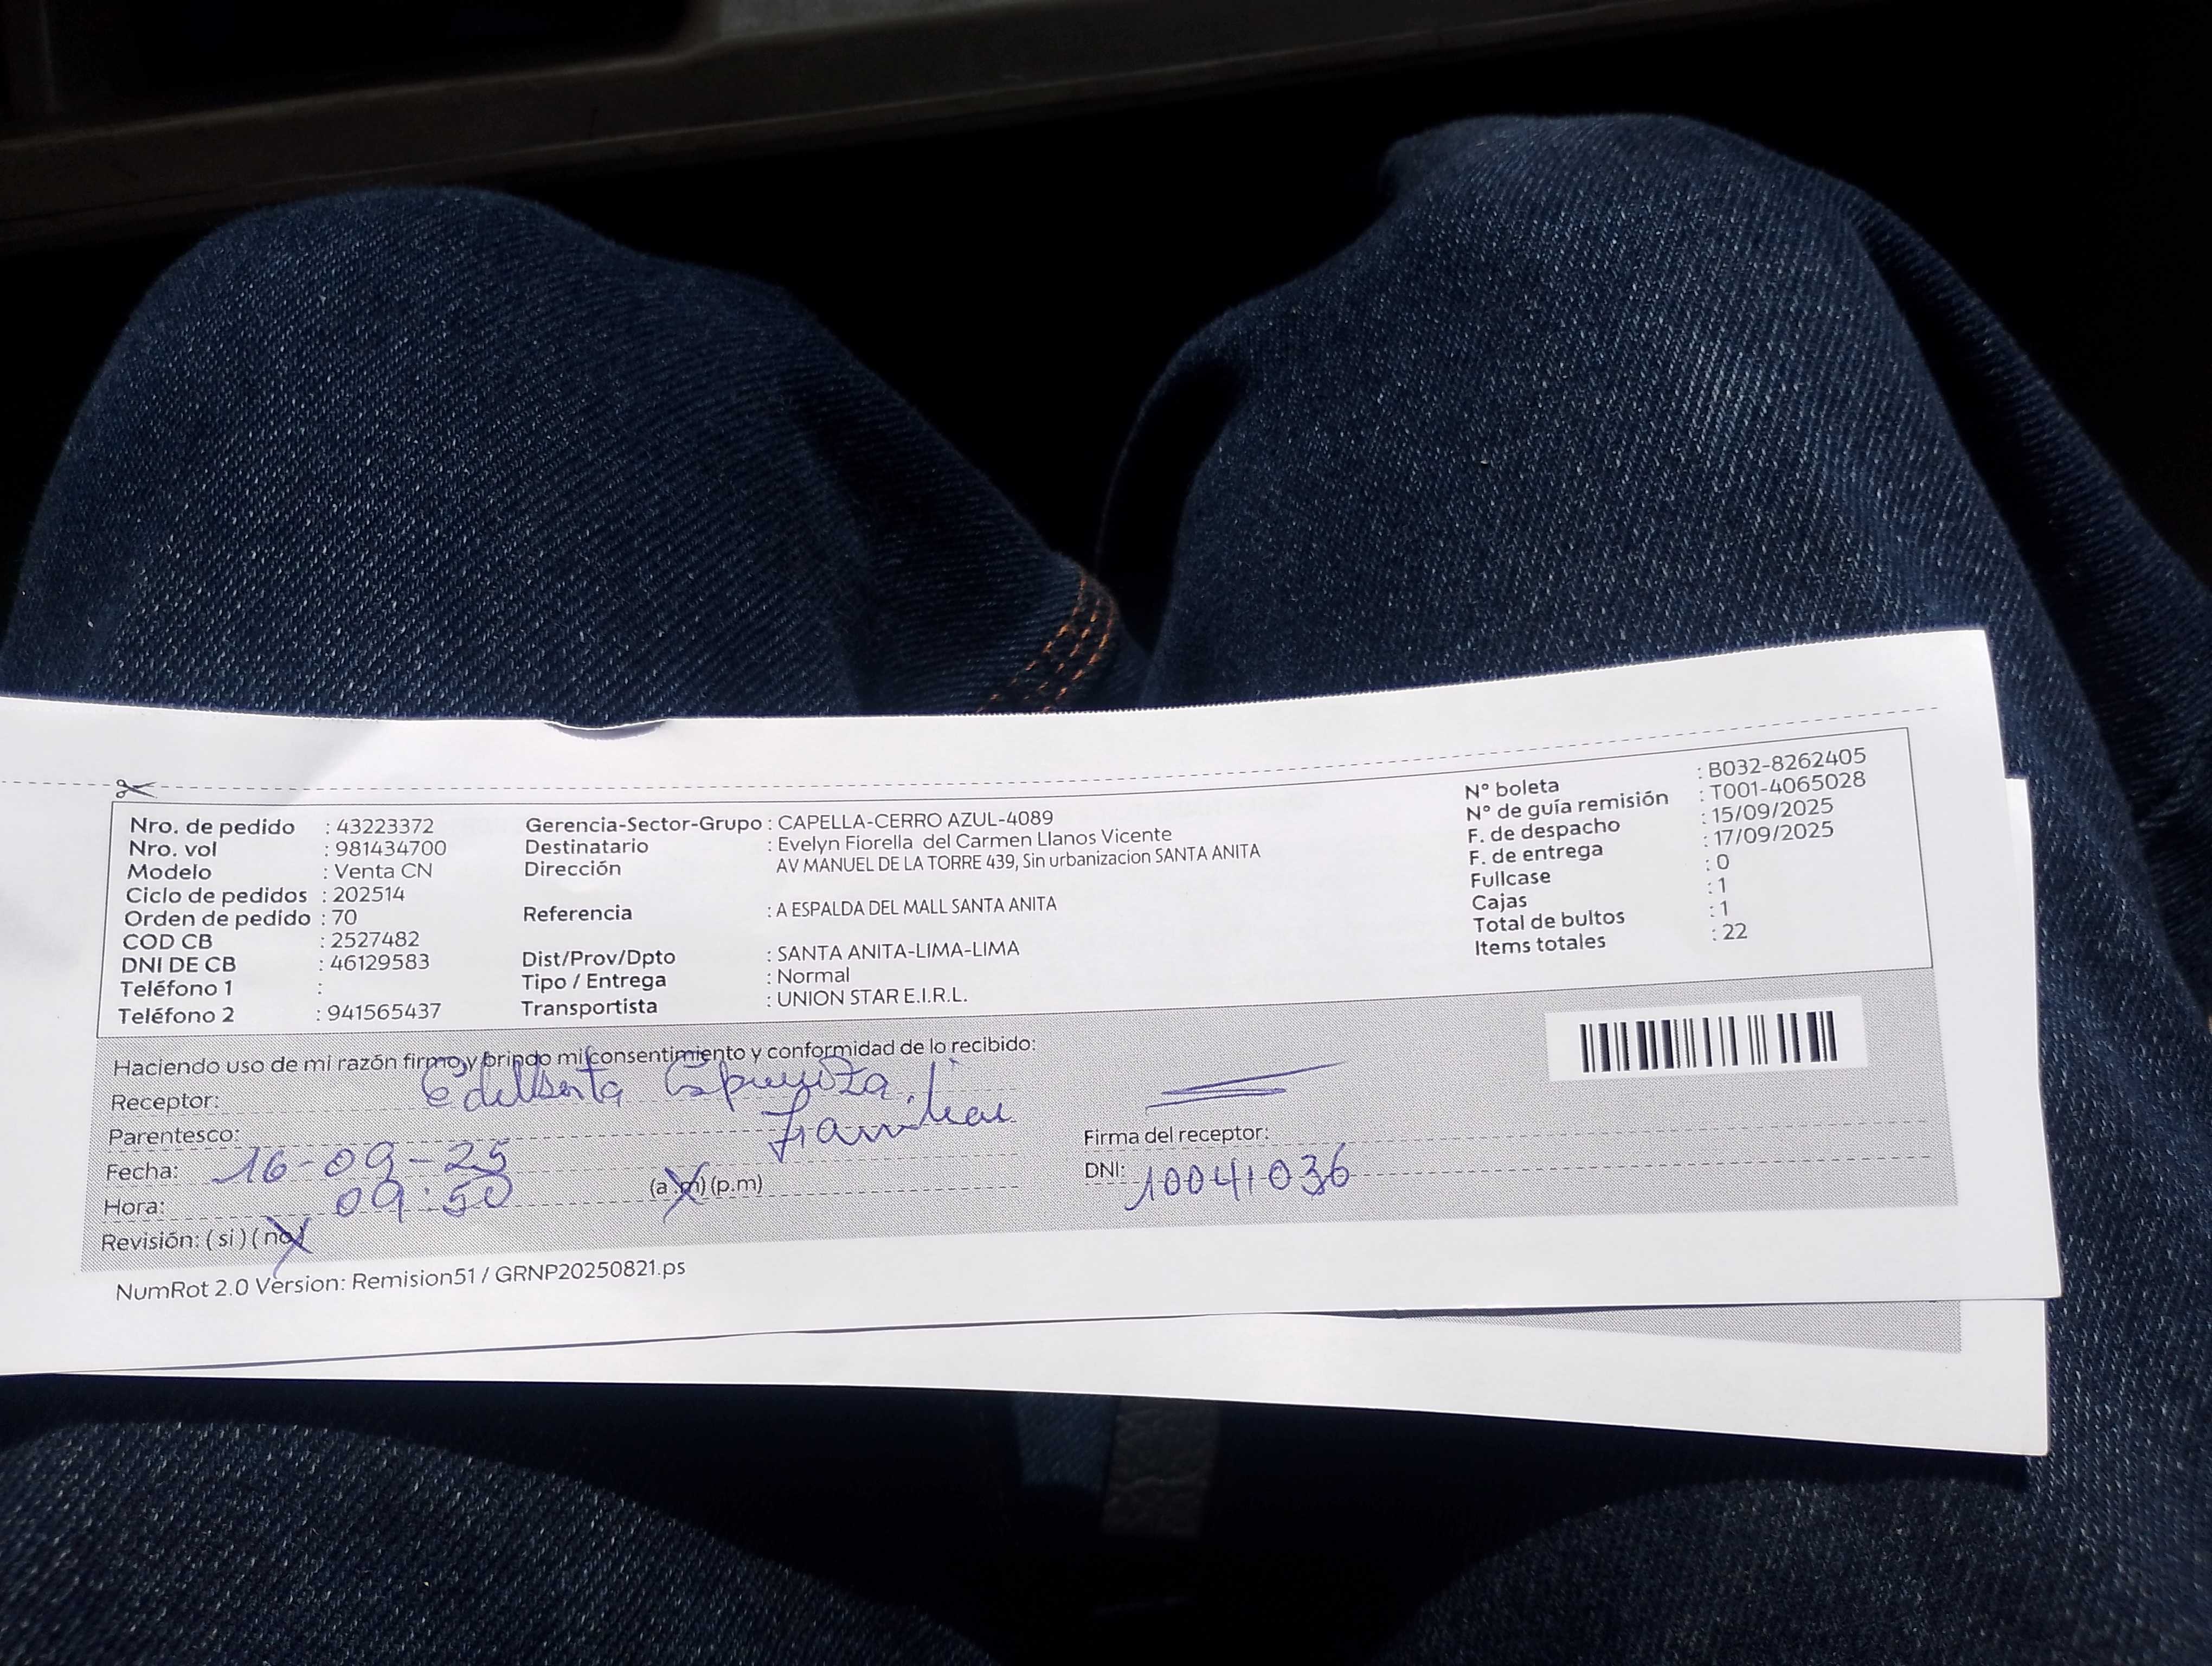 Nro. de pedido : 43223372
Nro. vol : 981434700
Modelo : Venta CN
Ciclo de pedidos : 202514
Orden de pedido : 70
COD CB : 2527482
DNI DE CB : 46129583
Teléfono 1 :
Teléfono 2 : 941565437
Gerencia-Sector-Grupo : CAPELLA-CERRO AZUL-4089
Destinatario : Evelyn Fiorella del Carmen Llanos Vicente
Dirección AV MANUEL DE LA TORRE 439, Sin urbanizacion SANTA ANITA
Referencia : A ESPALDA DEL MALL SANTA ANITA
Dist/Prov/Dpto : SANTA ANITA-LIMA-LIMA
Tipo / Entrega : Normal
Transportista : UNION STAR E.I.R.L.
N° boleta : B032-8262405
N° de guía remisión : T001-4065028
F. de despacho : 15/09/2025
F. de entrega : 17/09/2025
Fullcase : 0
Cajas : 1
Total de bultos : 1
Items totales : 22
Haciendo uso de mi razón firmo y brindo mi consentimiento y conformidad de lo recibido:
Receptor:
Parentesco: familiar
Fecha: 16-09-25
Hora: 09:50 (a.m) (p.m)
Revisión: (si) (no)
Firma del receptor:
DNI: 10041036
NumRot 2.0 Version: Remision51 / GRNP20250821.ps